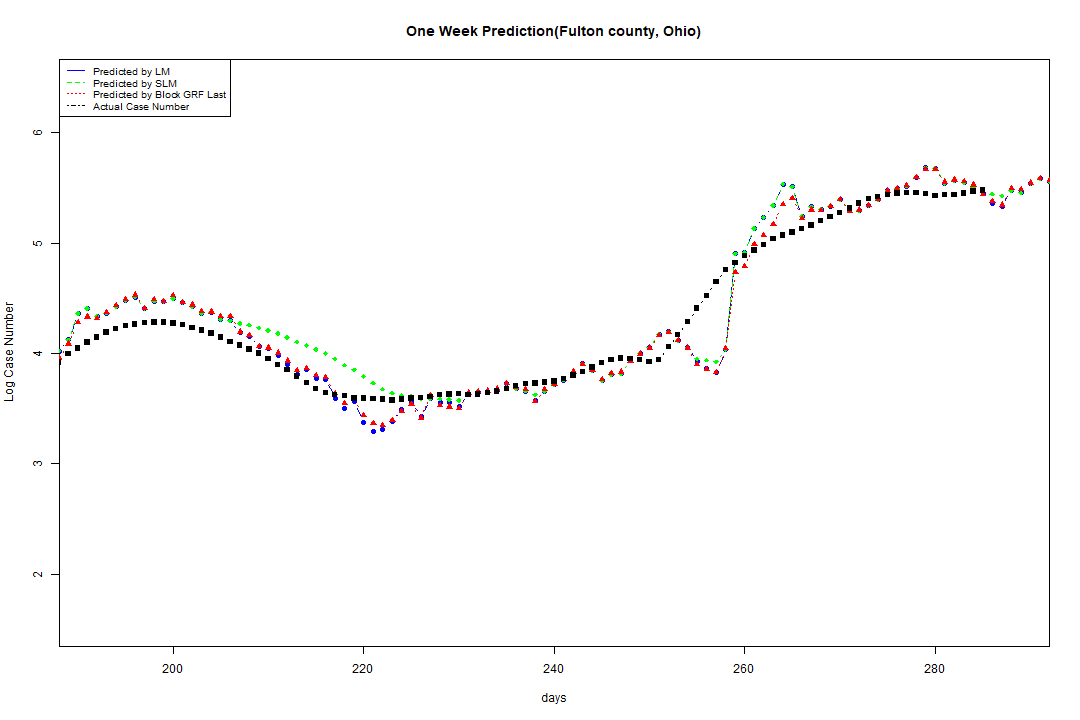 One Week Prediction(Fulton county, Ohio)
Predicted by LM
Predicted by SLM
Predicted by Block GRF Last
Actual Case Number
6
5
4
3
2
Log Case Number
200 220 240 260 280
days